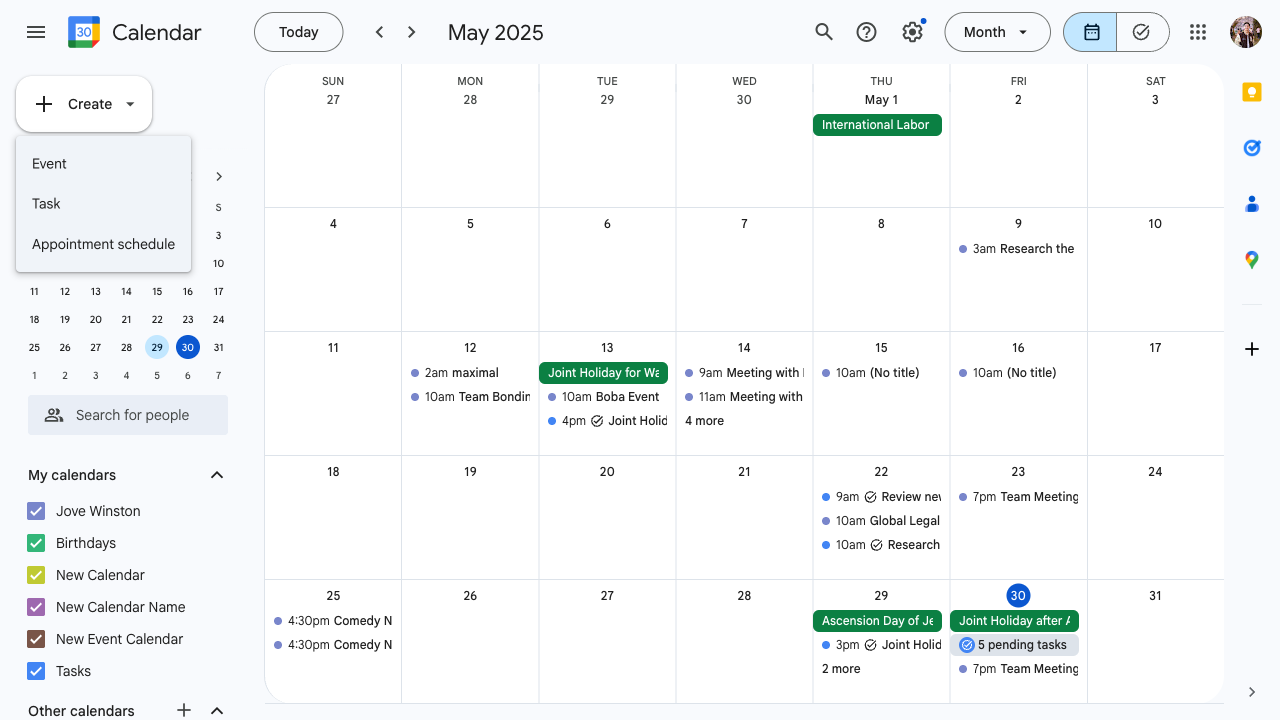 Calendar
Today
May 2025
Month
Create
Event
Task
Appointment schedule
S
3
10
11 12 13 14 15 16 17
18 19 20 21 22 23 24
25 26 27 28 29 30 31
1 2 3 4 5 6 7
Search for people
My calendars
Jove Winston
Birthdays
New Calendar
New Calendar Name
New Event Calendar
Tasks
Other calendars
SUN MON TUE WED THU FRI SAT
27 28 29 30 May 1 2 3
International Labor
4 5 6 7 8 9 10
3am Research the
11 12 13 14 15 16 17
2am maximal
10am Team Bondin
Joint Holiday for Wa
10am Boba Event
4pm Joint Holid
9am Meeting with
11am Meeting with
4 more
10am (No title)
10am (No title)
18 19 20 21 22 23 24
9am Review new
10am Global Legal
10am Research
7pm Team Meeting
25 26 27 28 29 30 31
4:30pm Comedy N
4:30pm Comedy N
Ascension Day of Je
3pm Joint Holid
2 more
Joint Holiday after A
5 pending tasks
7pm Team Meeting
30